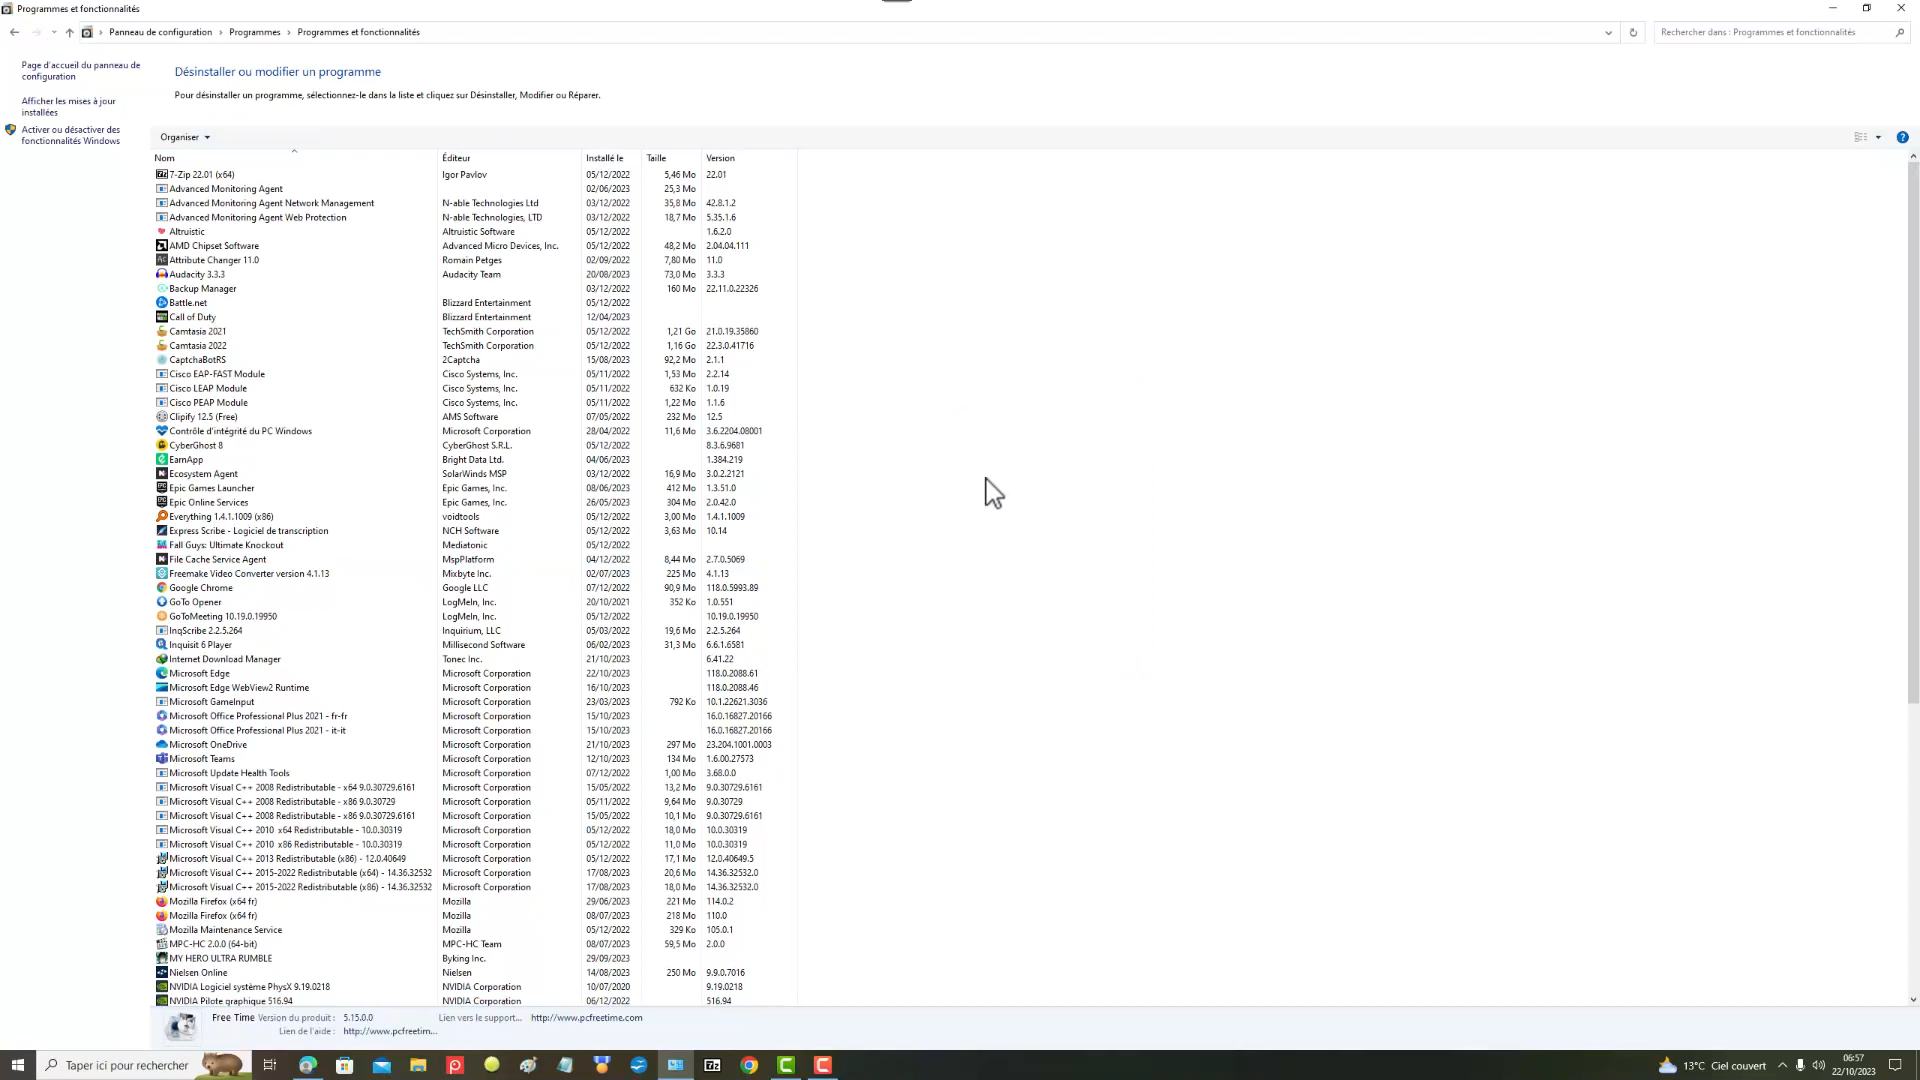 Programmes et fonctionnalités
Panneau de configuration > Programmes > Programmes et fonctionnalités
Rechercher dans : Programmes et fonctionnalités
Page d'accueil du panneau de
configuration
Afficher les mises à jour
installées
Activer ou désactiver des
fonctionnalités Windows
Désinstaller ou modifier un programme
Pour désinstaller un programme, sélectionnez-le dans la liste et cliquez sur Désinstaller, Modifier ou Réparer.
Organiser
Nom Éditeur Installé le Taille Version
7-Zip 22.01 (x64) Igor Pavlov 05/12/2022 5,46 Mo 22.01
Advanced Monitoring Agent 02/06/2023 25,3 Mo
Advanced Monitoring Agent Network Management N-able Technologies Ltd 03/12/2022 35,8 Mo 42.8.1.2
Advanced Monitoring Agent Web Protection N-able Technologies, LTD 03/12/2022 18,7 Mo 5.35.1.6
Altruistic Altruistic Software 05/12/2022 1.6.2.0
AMD Chipset Software Advanced Micro Devices, Inc. 05/12/2022 48,2 Mo 2.04.04.111
Attribute Changer 11.0 Romain Petges 02/09/2022 7,80 Mo 11.0
Audacity 3.3.3 Audacity Team 20/08/2023 73,0 Mo 3.3.3
Backup Manager 03/12/2022 160 Mo 22.11.0.22326
Battle.net Blizzard Entertainment 05/12/2022
Call of Duty Blizzard Entertainment 12/04/2023
Camtasia 2021 TechSmith Corporation 05/12/2022 1,21 Go 21.0.19.35860
Camtasia 2022 TechSmith Corporation 05/12/2022 1,16 Go 22.3.0.41716
CaptchaBotRS 2Captcha 15/08/2023 92,2 Mo 2.1.1
Cisco EAP-FAST Module Cisco Systems, Inc. 05/11/2022 1,53 Mo 2.2.14
Cisco LEAP Module Cisco Systems, Inc. 05/11/2022 632 Ko 1.0.19
Cisco PEAP Module Cisco Systems, Inc. 05/11/2022 1,22 Mo 1.1.6
Clipify 12.5 (Free) AMS Software 07/05/2022 232 Mo 12.5
Contrôle d'intégrité du PC Windows Microsoft Corporation 28/04/2022 11,6 Mo 3.6.2204.08001
CyberGhost 8 CyberGhost S.R.L. 05/12/2022 8.3.6.9681
EarnApp Bright Data Ltd. 04/06/2023 1.384.219
Ecosystem Agent SolarWinds MSP 03/12/2022 16,9 Mo 3.0.2.2121
Epic Games Launcher Epic Games, Inc. 08/06/2023 412 Mo 1.3.51.0
Epic Online Services Epic Games, Inc. 26/05/2023 304 Mo 2.0.42.0
Everything 1.4.1.1009 (x86) voidtools 05/12/2022 3,00 Mo 1.4.1.1009
Express Scribe - Logiciel de transcription NCH Software 05/12/2022 3,63 Mo 10.14
Fall Guys: Ultimate Knockout Mediatonic 05/12/2022
File Cache Service Agent MspPlatform 04/12/2022 8,44 Mo 2.7.0.5069
Freemake Video Converter version 4.1.13 Mixbyte Inc. 02/07/2023 225 Mo 4.1.13
Google Chrome Google LLC 07/12/2022 90,9 Mo 118.0.5993.89
GoTo Opener LogMeIn, Inc. 20/10/2021 352 Ko 1.0.551
GoToMeeting 10.19.0.19950 LogMeIn, Inc. 05/12/2022 10.19.0.19950
InqScribe 2.2.5.264 Inquirium, LLC 05/03/2022 19,6 Mo 2.2.5.264
Inquisit 6 Player Millisecond Software 06/02/2023 31,3 Mo 6.6.1.6581
Internet Download Manager Tonec Inc. 21/10/2023 6.41.22
Microsoft Edge Microsoft Corporation 22/10/2023 118.0.2088.61
Microsoft Edge WebView2 Runtime Microsoft Corporation 16/10/2023 118.0.2088.46
Microsoft GameInput Microsoft Corporation 23/03/2023 792 Ko 10.1.22621.3036
Microsoft Office Professional Plus 2021 - fr-fr Microsoft Corporation 15/10/2023 16.0.16827.20166
Microsoft Office Professional Plus 2021 - it-it Microsoft Corporation 15/10/2023 16.0.16827.20166
Microsoft OneDrive Microsoft Corporation 21/10/2023 297 Mo 23.204.1001.0003
Microsoft Teams Microsoft Corporation 12/10/2023 134 Mo 1.6.00.27573
Microsoft Update Health Tools Microsoft Corporation 07/12/2022 1,00 Mo 3.68.0.0
Microsoft Visual C++ 2008 Redistributable - x64 9.0.30729.6161 Microsoft Corporation 15/05/2022 13,2 Mo 9.0.30729.6161
Microsoft Visual C++ 2008 Redistributable - x86 9.0.30729 Microsoft Corporation 05/11/2022 9,64 Mo 9.0.30729
Microsoft Visual C++ 2008 Redistributable - x86 9.0.30729.6161 Microsoft Corporation 15/05/2022 10,1 Mo 9.0.30729.6161
Microsoft Visual C++ 2010 x64 Redistributable - 10.0.30319 Microsoft Corporation 05/12/2022 18,0 Mo 10.0.30319
Microsoft Visual C++ 2010 x86 Redistributable - 10.0.30319 Microsoft Corporation 05/12/2022 11,0 Mo 10.0.30319
Microsoft Visual C++ 2013 Redistributable (x86) - 12.0.40649 Microsoft Corporation 05/12/2022 17,1 Mo 12.0.40649.5
Microsoft Visual C++ 2015-2022 Redistributable (x64) - 14.36.32532 Microsoft Corporation 17/08/2023 20,6 Mo 14.36.32532.0
Microsoft Visual C++ 2015-2022 Redistributable (x86) - 14.36.32532 Microsoft Corporation 17/08/2023 18,0 Mo 14.36.32532.0
Mozilla Firefox (x64 fr) Mozilla 29/06/2023 221 Mo 114.0.2
Mozilla Firefox (x64 fr) Mozilla 08/07/2023 218 Mo 110.0
Mozilla Maintenance Service Mozilla 05/12/2022 329 Ko 105.0.1
MPC-HC 2.0.0 (64-bit) MPC-HC Team 08/07/2023 59,5 Mo 2.0.0
MY HERO ULTRA RUMBLE Byking Inc. 29/09/2023
Nielsen Online Nielsen 14/08/2023 250 Mo 9.9.0.7016
NVIDIA Logiciel système PhysX 9.19.0218 NVIDIA Corporation 10/07/2020 9.19.0218
NVIDIA Pilote graphique 516.94 NVIDIA Corporation 06/12/2022 516.94
Free Time Version du produit : 5.15.0.0 Lien vers le support... http://www.pcfreetime.com
Lien de l'aide : http://www.pcfreetim...
Taper ici pour rechercher
13°C Ciel couvert
06:57
22/10/2023